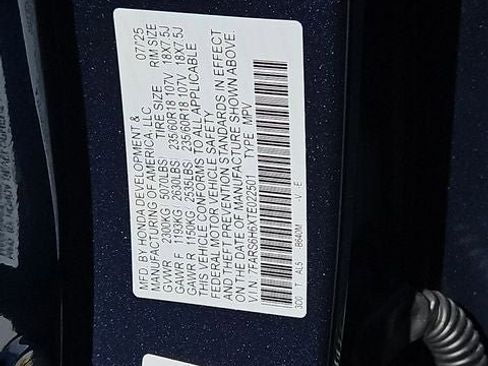 MFD. BY HONDA DEVELOPMENT &
MANUFACTURING OF AMERICA, LLC 07/25
TIRE SIZE RIM SIZE
GVWR 2300KG 5070LBS
GAWR F 1193KG 2630LBS 235/60R18 107V 18X7.5J
GAWR R 1150KG 2535LBS 235/60R18 107V 18X7.5J
THIS VEHICLE CONFORMS TO ALL APPLICABLE
FEDERAL MOTOR VEHICLE SAFETY
AND THEFT PREVENTION STANDARDS IN EFFECT
ON THE DATE OF MANUFACTURE SHOWN ABOVE.
V.I.N. TYPE MPV
300 T AL5 B640M -V E